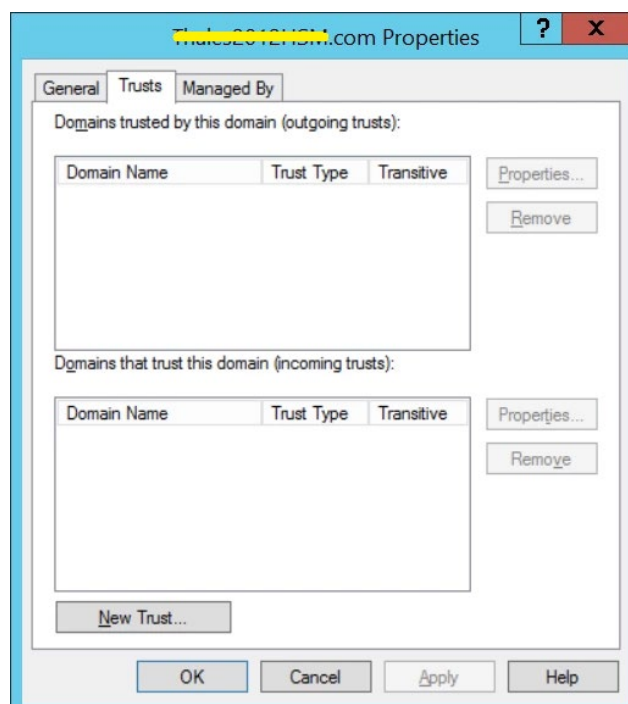 Thales2012HSM.com Properties
?
x
General Trusts Managed By
Domains trusted by this domain (outgoing trusts):
Domain Name Trust Type Transitive
Properties...
Remove
Domains that trust this domain (incoming trusts):
Domain Name Trust Type Transitive
Properties...
Remove
New Trust...
OK Cancel Apply Help